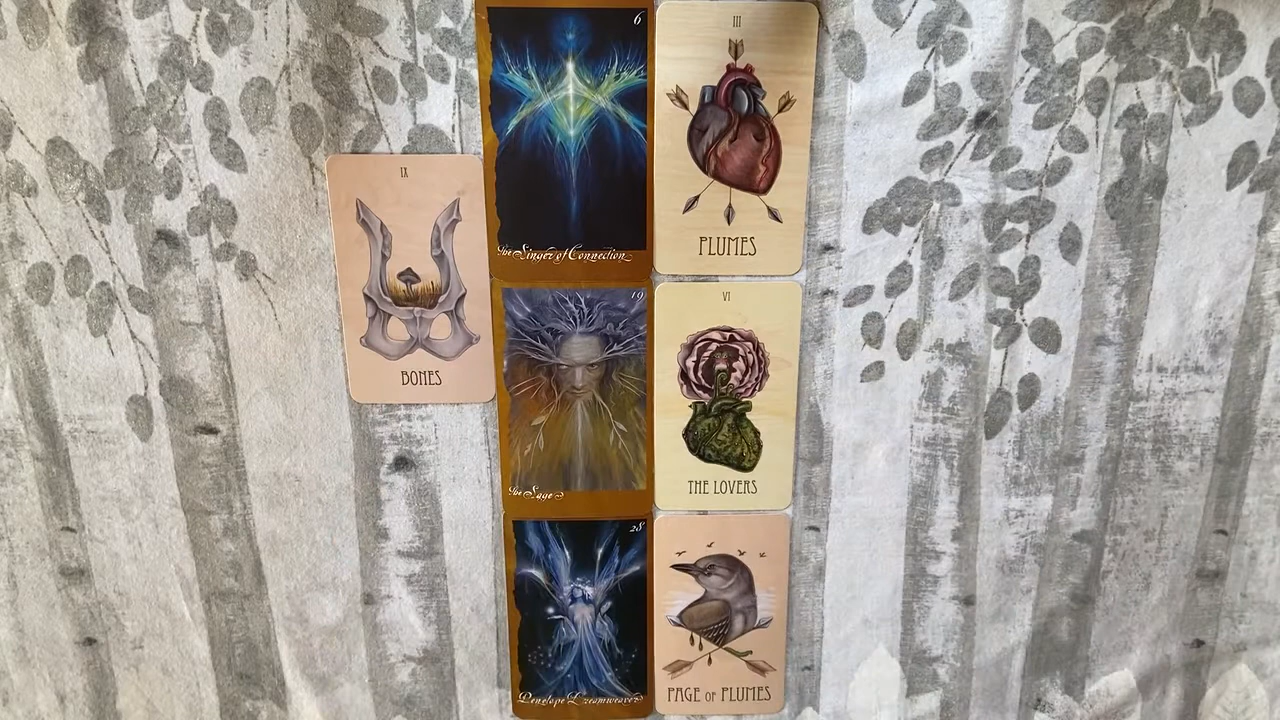 IX
BONES
6
the Singer of Connection
III
PLUMES
19
the Sage
VI
THE LOVERS
28
Penelope Dreamweaver
PAGE OF PLUMES